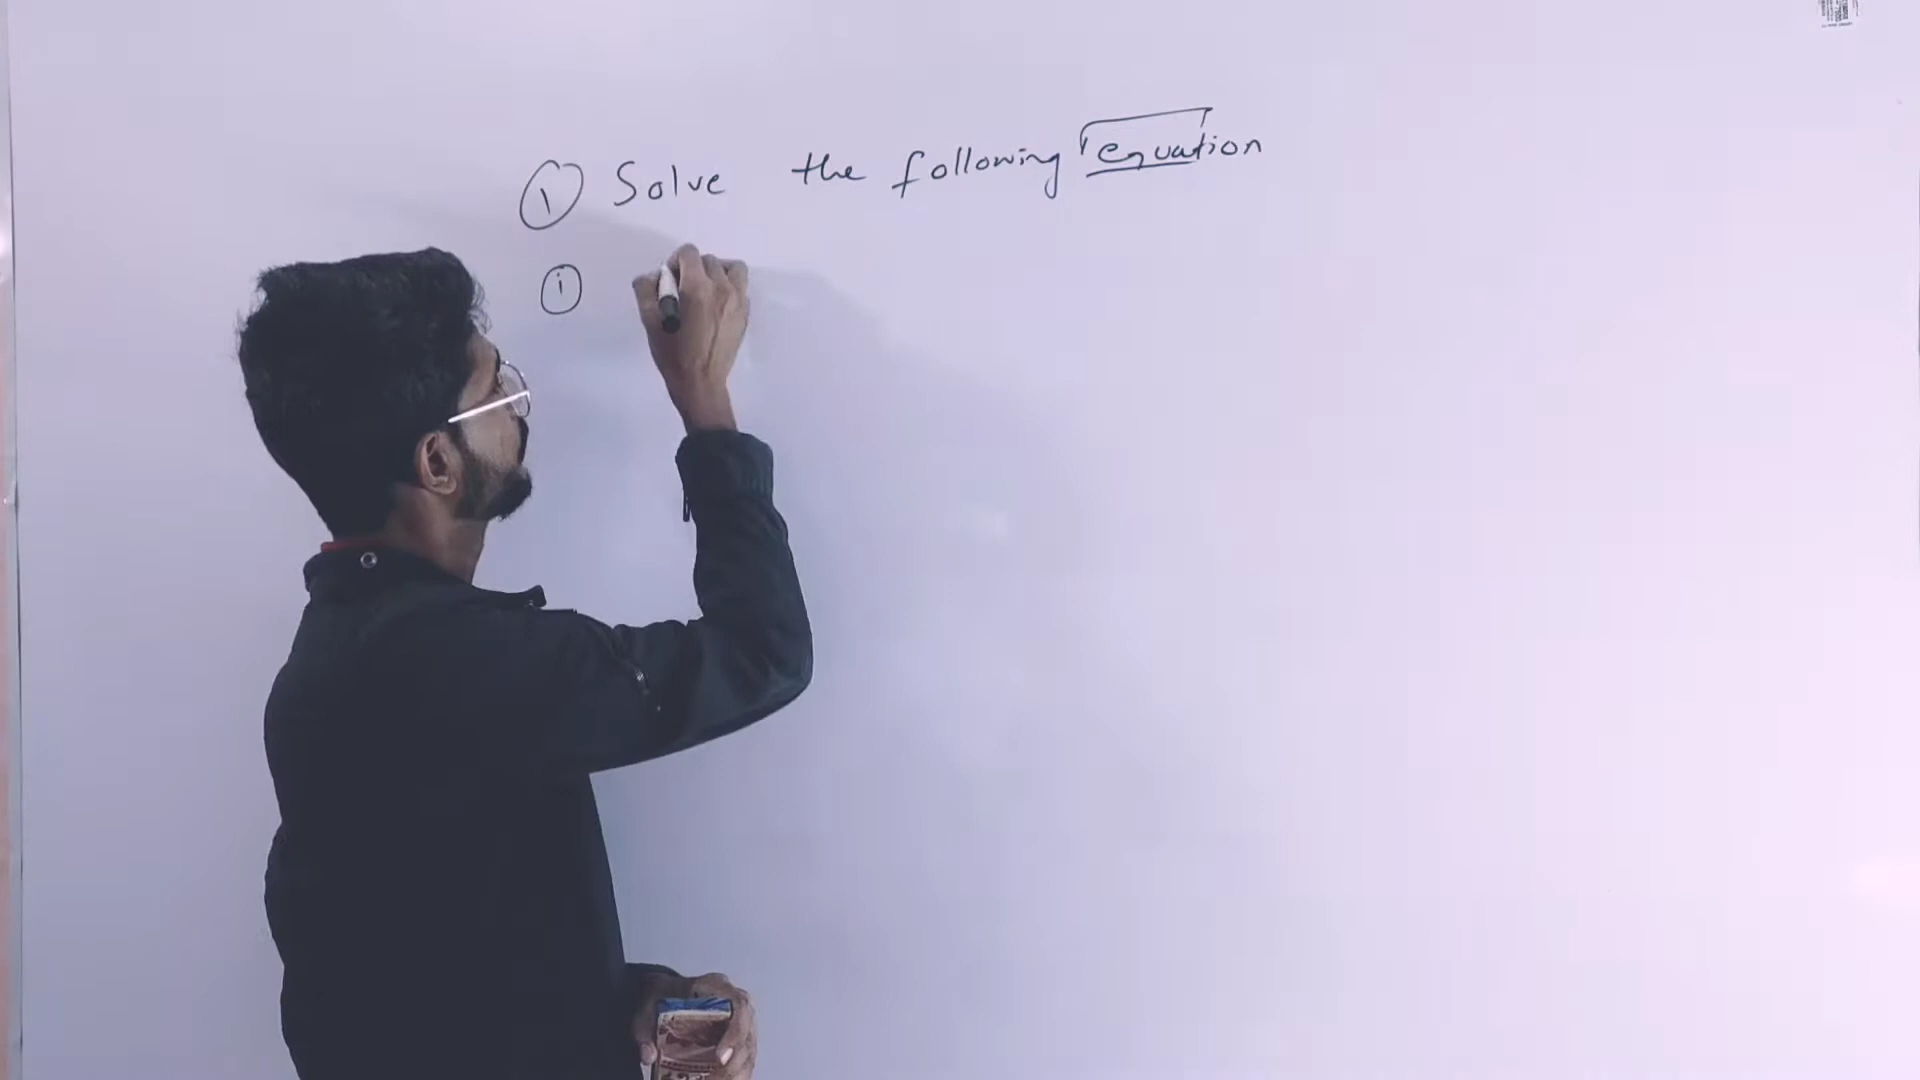 ① Solve the following equation
ⓘ